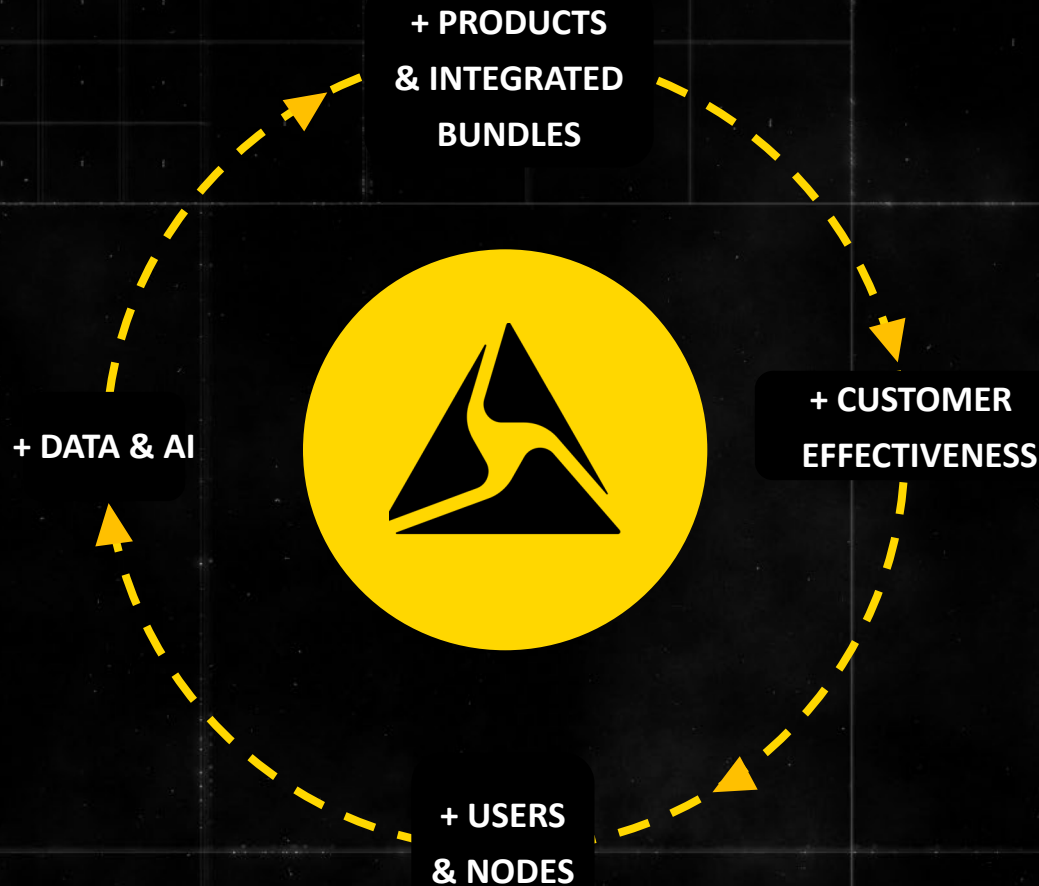 + PRODUCTS
& INTEGRATED
BUNDLES
+ CUSTOMER
EFFECTIVENESS
+ USERS
& NODES
+ DATA & AI